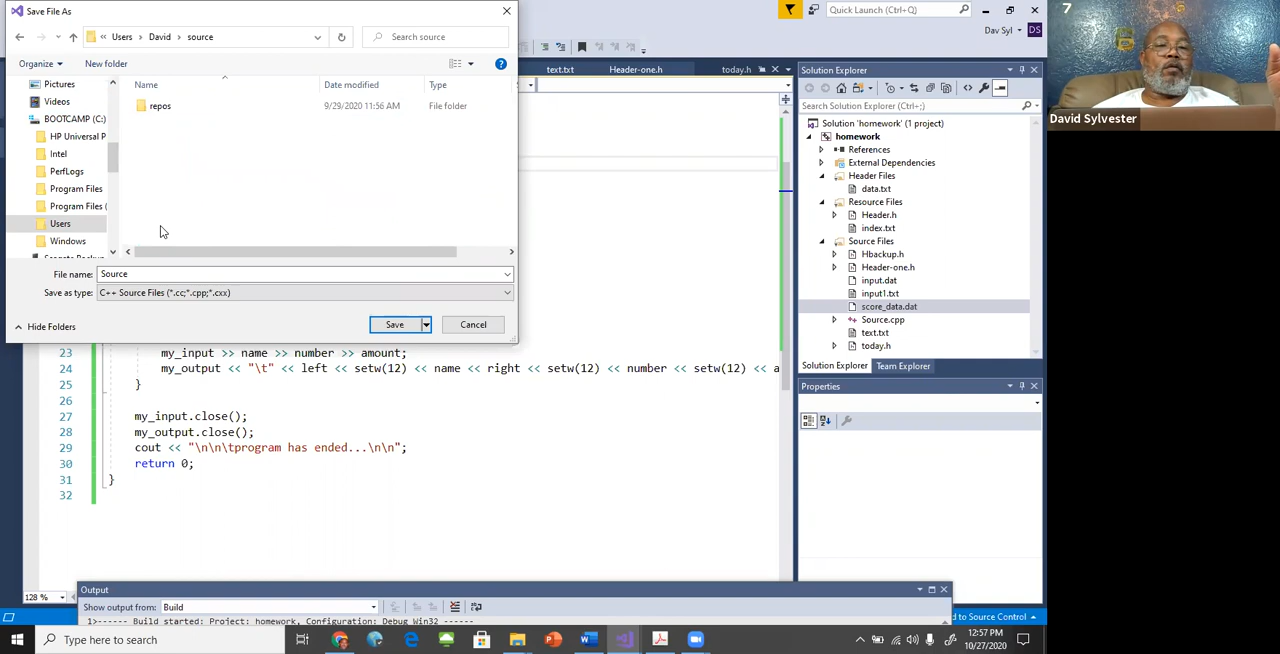 Save File As
Users > David > source
Search source
Organize
New folder
Name
Date modified
Type
Pictures
Videos
BOOTCAMP (C:)
HP Universal P
Intel
PerfLogs
Program Files
Program Files (
Users
Windows
repos
9/29/2020 11:56 AM
File folder
File name:
Source
Save as type:
C++ Source Files (*.cc;*.cpp;*.cxx)
Hide Folders
Save
Cancel
Quick Launch (Ctrl+Q)
Dav Syl
DS
text.txt
Header-one.h
today.h
23 my_input >> name >> number >> amount;
24 my_output << "\t" << left << setw(12) << name << right << setw(12) << number << setw(12) << a
25 }
26
27 my_input.close();
28 my_output.close();
29 cout << "\n\n\tprogram has ended...\n\n";
30 return 0;
31 }
32
128 %
Solution Explorer
Search Solution Explorer (Ctrl+;)
Solution 'homework' (1 project)
homework
References
External Dependencies
Header Files
data.txt
Resource Files
Header.h
index.txt
Source Files
Hbackup.h
Header-one.h
input.dat
input1.txt
score_data.dat
Source.cpp
text.txt
today.h
Solution Explorer
Team Explorer
Properties
Output
Show output from:
Build
1>------ Build started: Project: homework, Configuration: Debug Win32 ------
d to Source Control
Type here to search
12:57 PM
10/27/2020
7
David Sylvester